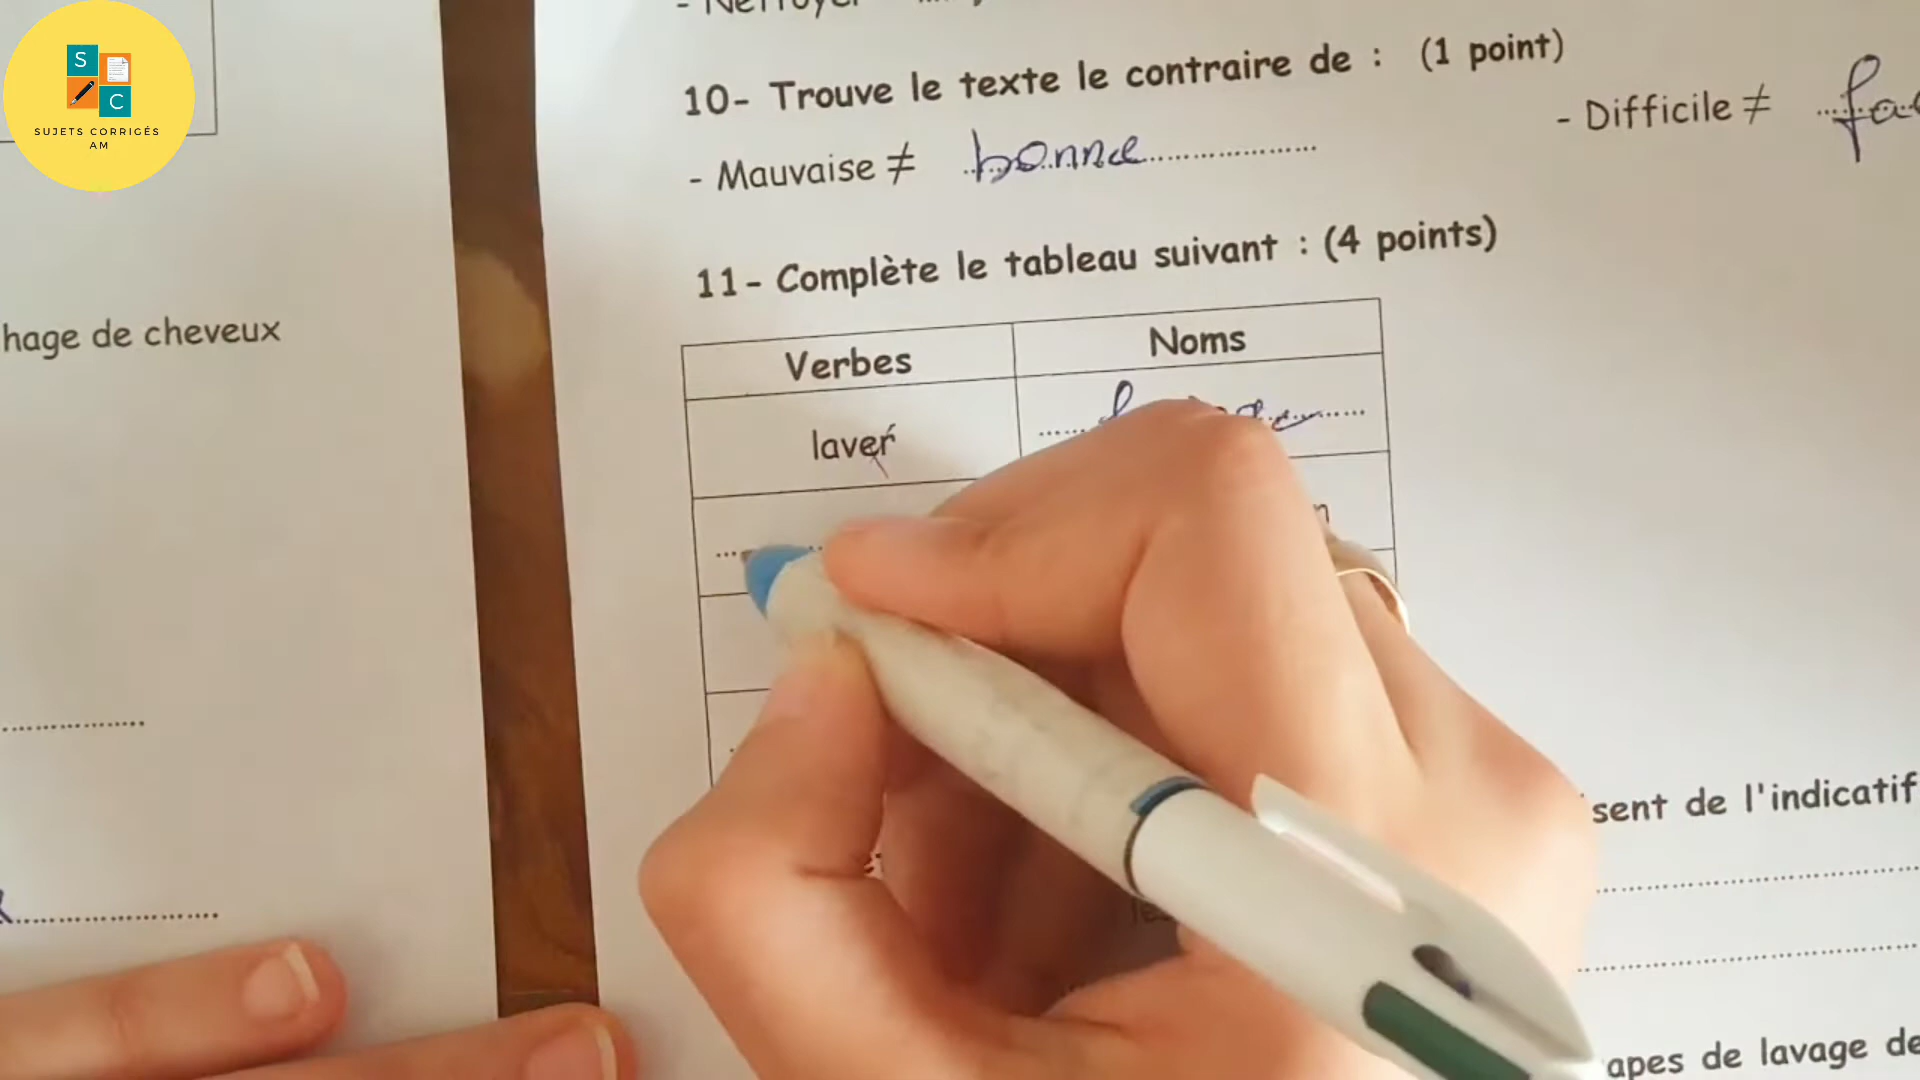 S
C
SUJETS CORRIGÉS
AM
hage de cheveux
- Nettoyer
10- Trouve le texte le contraire de : (1 point)
- Mauvaise ≠ bonne
- Difficile ≠ fac
11- Complète le tableau suivant : (4 points)
Verbes Noms
laver
sent de l'indicatif
apes de lavage de